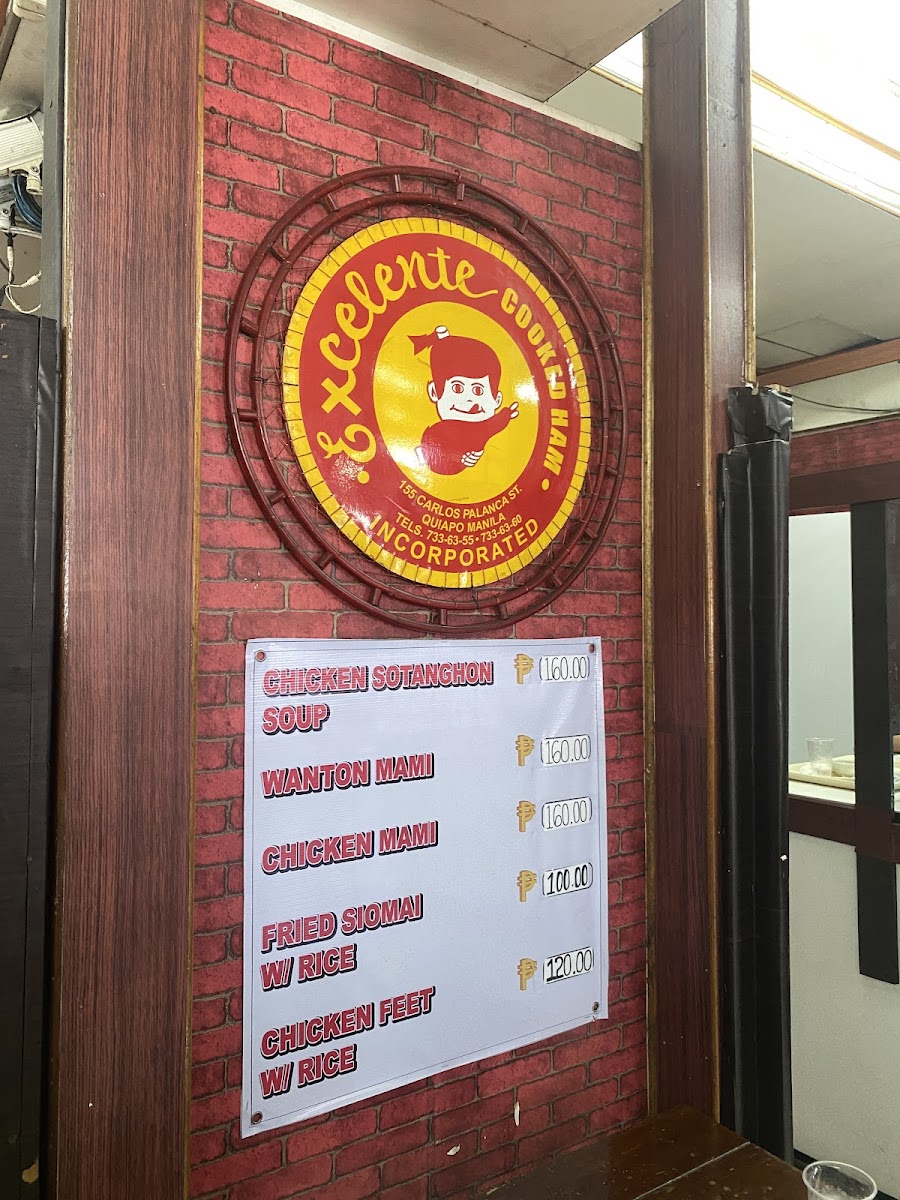 Excelente COOKED HAM
155 CARLOS PALANCA ST.
QUIAPO MANILA
TELS. 733-63-55 • 733-63-60
INCORPORATED
CHICKEN SOTANGHON ₱ 160.00
SOUP
WANTON MAMI ₱ 160.00
CHICKEN MAMI ₱ 160.00
FRIED SIOMAI ₱ 100.00
W/ RICE
CHICKEN FEET ₱ 120.00
W/ RICE